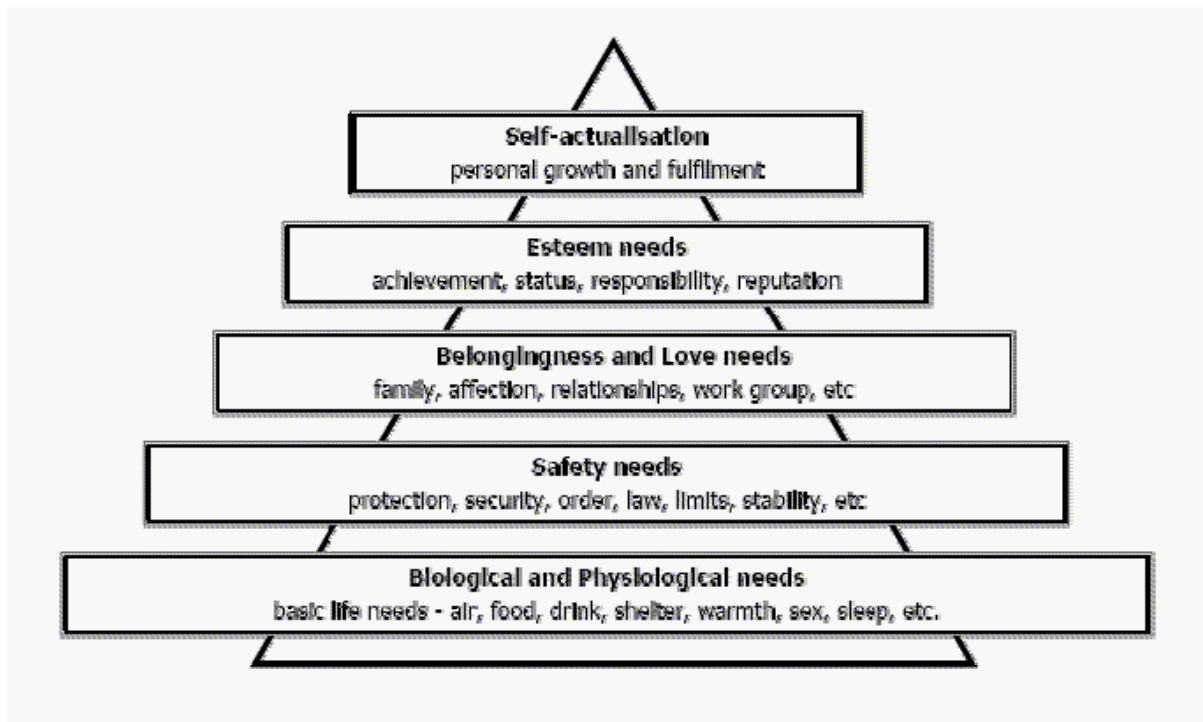 Self-actualisation
personal growth and fulfilment
Esteem needs
achievement, status, responsibility, reputation
Belongingness and Love needs
family, affection, relationships, work group, etc
Safety needs
protection, security, order, law, limits, stability, etc
Biological and Physiological needs
basic life needs - air, food, drink, shelter, warmth, sex, sleep, etc.